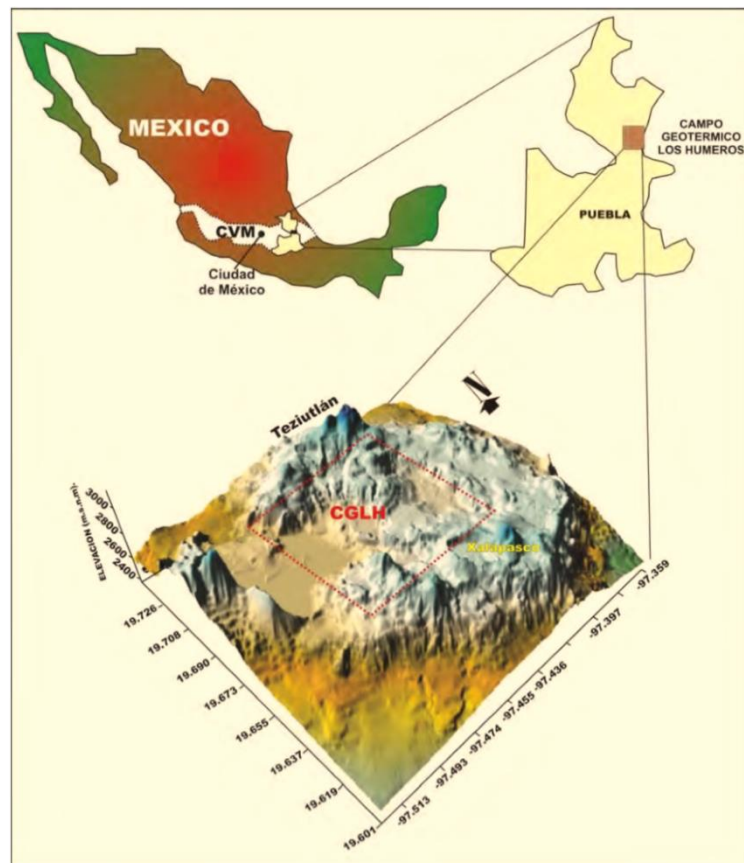 MEXICO
CAMPO
GEOTERMICO
LOS HUMEROS
PUEBLA
CVM
Ciudad
de México
N
Teziutlán
CGLH
Xalapasco
ELEVACION (m.s.n.m).
3000
2800
2600
2400
19.726
19.708
19.690
19.673
19.655
19.637
19.619
19.601
-97.513
-97.493
-97.474
-97.455
-97.436
-97.397
-97.359